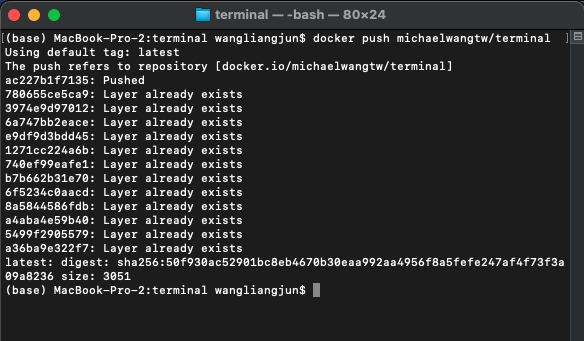 terminal — -bash — 80×24
(base) MacBook-Pro-2:terminal wangliangjun$ docker push michaelwangtw/terminal
Using default tag: latest
The push refers to repository [docker.io/michaelwangtw/terminal]
ac227b1f7135: Pushed
780655ce5ca9: Layer already exists
3974e9d97012: Layer already exists
6a747bb2eace: Layer already exists
e9df9d3bdd45: Layer already exists
1271cc224a6b: Layer already exists
740ef99eafe1: Layer already exists
b7b662b31e70: Layer already exists
6f5234c0aacd: Layer already exists
8a5844586fdb: Layer already exists
a4aba4e59b40: Layer already exists
5499f2905579: Layer already exists
a36ba9e322f7: Layer already exists
latest: digest: sha256:50f930ac52901bc8eb4670b30eaa992aa4956f8a5fefe247af4f73f3a
09a8236 size: 3051
(base) MacBook-Pro-2:terminal wangliangjun$